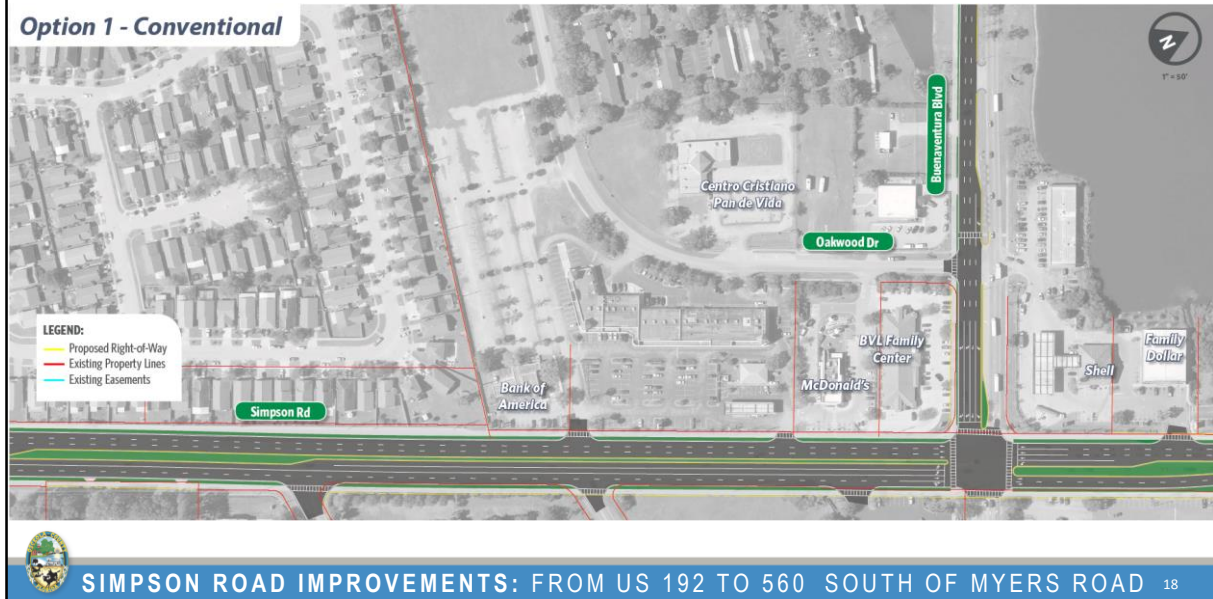 Option 1 - Conventional
N
1" = 50'
Buenaventura Blvd
Centro Cristiano
Pan de Vida
Oakwood Dr
LEGEND:
Proposed Right-of-Way
Existing Property Lines
Existing Easements
Simpson Rd
Bank of
America
McDonald's
BVL Family
Center
Shell
Family
Dollar
SIMPSON ROAD IMPROVEMENTS: FROM US 192 TO 560 SOUTH OF MYERS ROAD 18